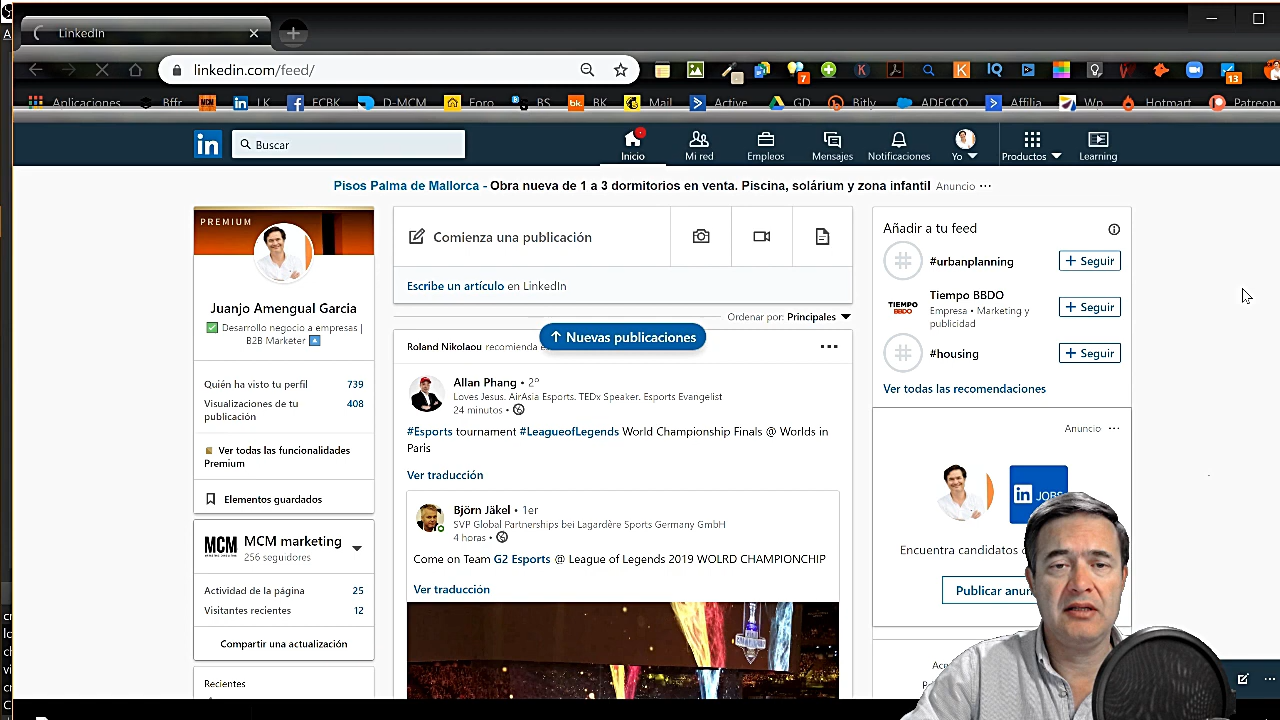 LinkedIn
linkedin.com/feed/
7
13
Aplicaciones Bffr LK FCBK D-MCM Foro BS BK Mail Active GD Bitly ADECCO Affilia Wp Hotmart Patreon
Buscar
Inicio Mi red Empleos Mensajes Notificaciones Yo Productos Learning
Pisos Palma de Mallorca - Obra nueva de 1 a 3 dormitorios en venta. Piscina, solárium y zona infantil Anuncio
PREMIUM
Juanjo Amengual Garcia
Desarrollo negocio a empresas |
B2B Marketer
Quién ha visto tu perfil 739
Visualizaciones de tu 408
publicación
Ver todas las funcionalidades
Premium
Elementos guardados
MCM MCM marketing
256 seguidores
Actividad de la página 25
Visitantes recientes 12
Compartir una actualización
Recientes
Comienza una publicación
Escribe un artículo en LinkedIn
Ordenar por: Principales
Nuevas publicaciones
Roland Nikolaou recomienda
Allan Phang • 2º
Loves Jesus. AirAsia Esports. TEDx Speaker. Esports Evangelist
24 minutos •
#Esports tournament #LeagueofLegends World Championship Finals @ Worlds in
Paris
Ver traducción
Björn Jäkel • 1er
SVP Global Partnerships bei Lagardère Sports Germany GmbH
4 horas •
Come on Team G2 Esports @ League of Legends 2019 WOLRD CHAMPIONCHIP
Ver traducción
Añadir a tu feed
#urbanplanning + Seguir
TIEMPO
BBDO
Tiempo BBDO
Empresa • Marketing y
publicidad
+ Seguir
#housing + Seguir
Ver todas las recomendaciones
Anuncio
in JOBS
Encuentra candidatos
Publicar